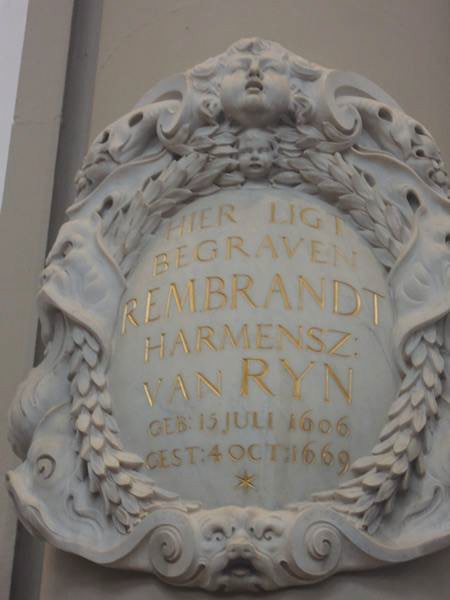 HIER LIGT
BEGRAVEN
REMBRANDT
HARMENSZ:
VAN RYN
GEB: 15 JULI 1606
GEST: 4 OCT: 1669